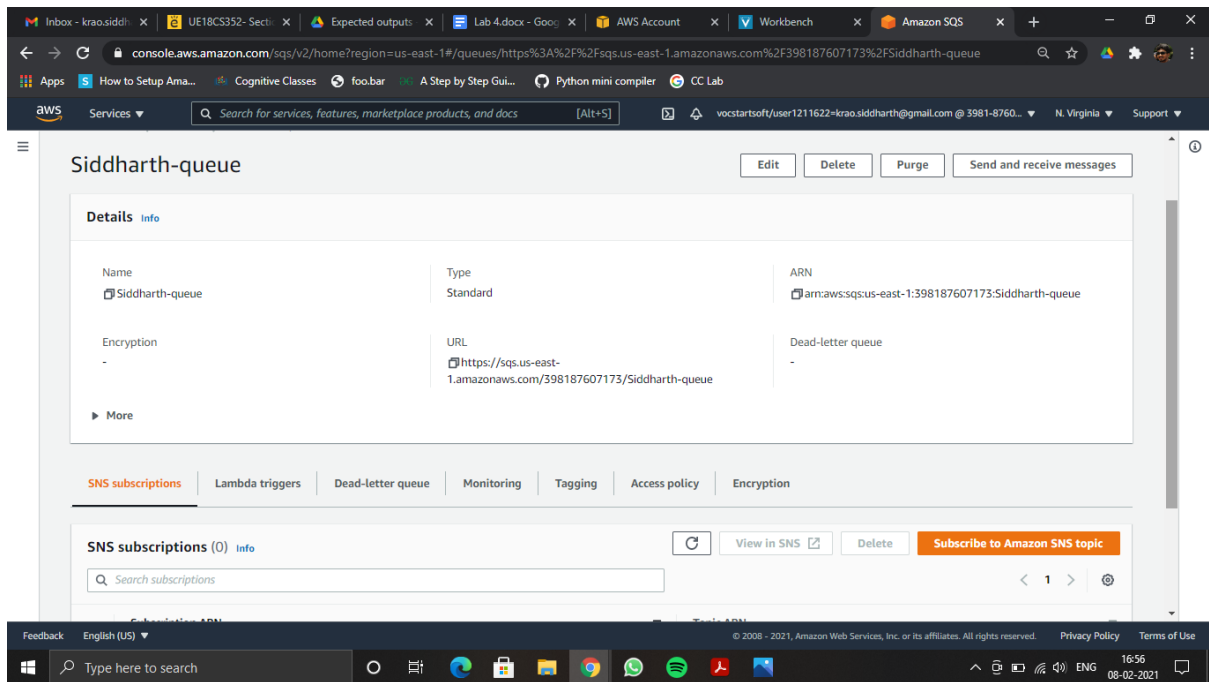 Inbox - krao.siddh
UE18CS352- Secti
Expected outputs
Lab 4.docx - Goog
AWS Account
Workbench
Amazon SQS
console.aws.amazon.com/sqs/v2/home?region=us-east-1#/queues/https%3A%2F%2Fsqs.us-east-1.amazonaws.com%2F398187607173%2FSiddharth-queue
Apps
How to Setup Ama...
Cognitive Classes
foo.bar
A Step by Step Gui...
Python mini compiler
CC Lab
aws
Services
Search for services, features, marketplace products, and docs
[Alt+S]
vocstartsoft/user1211622=krao.siddharth@gmail.com @ 3981-8760...
N. Virginia
Support
Siddharth-queue
Edit
Delete
Purge
Send and receive messages
Details Info
Name
Siddharth-queue
Type
Standard
ARN
arn:aws:sqs:us-east-1:398187607173:Siddharth-queue
Encryption
-
URL
https://sqs.us-east-
1.amazonaws.com/398187607173/Siddharth-queue
Dead-letter queue
-
More
SNS subscriptions
Lambda triggers
Dead-letter queue
Monitoring
Tagging
Access policy
Encryption
SNS subscriptions (0) Info
View in SNS
Delete
Subscribe to Amazon SNS topic
Search subscriptions
1
Subscription ARN
Topic ARN
Feedback
English (US)
© 2008 - 2021, Amazon Web Services, Inc. or its affiliates. All rights reserved.
Privacy Policy
Terms of Use
Type here to search
ENG
16:56
08-02-2021